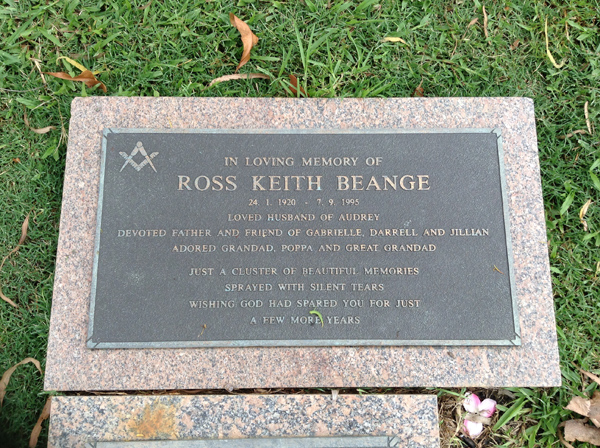 IN LOVING MEMORY OF
ROSS KEITH BEANGE
24. 1. 1920 - 7. 9. 1995
LOVED HUSBAND OF AUDREY
DEVOTED FATHER AND FRIEND OF GABRIELLE, DARRELL AND JILLIAN
ADORED GRANDAD, POPPA AND GREAT GRANDAD
JUST A CLUSTER OF BEAUTIFUL MEMORIES
SPRAYED WITH SILENT TEARS
WISHING GOD HAD SPARED YOU FOR JUST
A FEW MORE YEARS